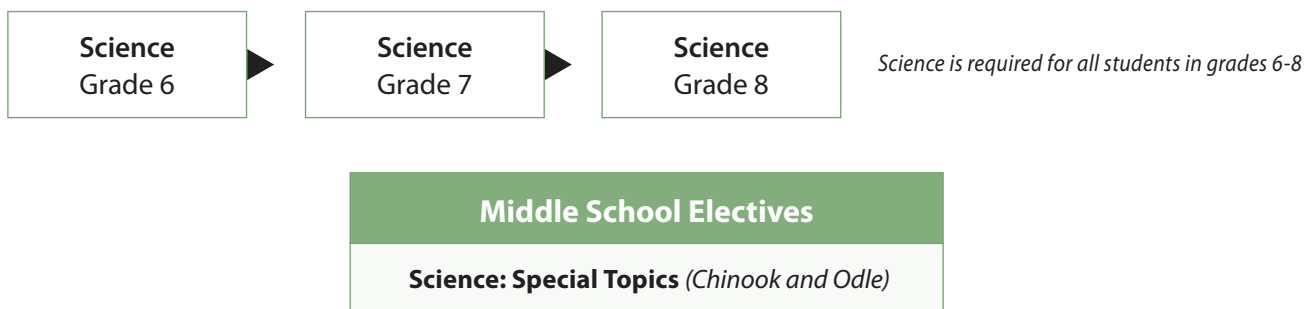 Science
Grade 6
Science
Grade 7
Science
Grade 8
Science is required for all students in grades 6-8
Middle School Electives
Science: Special Topics (Chinook and Odle)